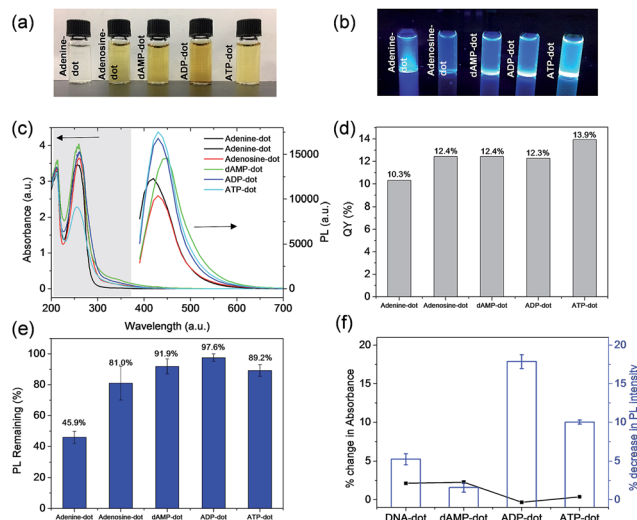 (a)
Adenine-dot
Adenosine-dot
dAMP-dot
ADP-dot
ATP-dot
(b)
Adenine-dot
Adenosine-dot
dAMP-dot
ADP-dot
ATP-dot
(c)
Absorbance (a.u.)
4
3
2
1
0
Adenine-dot
Adenine-dot
Adenosine-dot
dAMP-dot
ADP-dot
ATP-dot
15000
10000
5000
0
PL (a.u.)
200 300 400 500 600 700
Wavelength (a.u.)
(d)
QY (%)
14
12
10
8
6
4
2
0
10.3%
12.4%
12.4%
12.3%
13.9%
Adenine-dot Adenosine-dot dAMP-dot ADP-dot ATP-dot
(e)
PL Remaining (%)
100
80
60
40
20
0
45.9%
81.0%
91.9%
97.6%
89.2%
Adenine-dot Adenosine-dot dAMP-dot ADP-dot ATP-dot
(f)
% change in Absorbance
20
15
10
5
0
20
15
10
5
0
% decrease in PL intensity
DNA-dot dAMP-dot ADP-dot ATP-dot